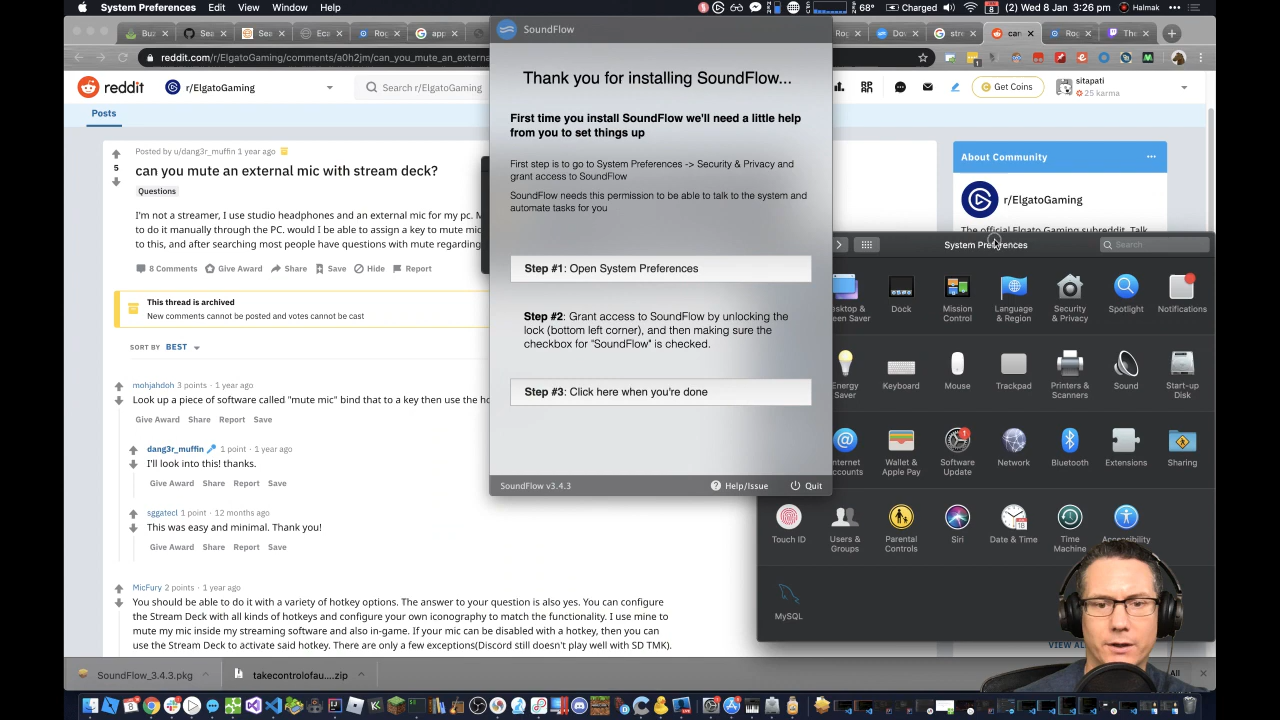 System Preferences Edit View Window Help
68° Charged (2) Wed 8 Jan 3:26 pm Halmak
reddit.com/r/ElgatoGaming/comments/a0h2jm/can_you_mute_an_externa
reddit r/ElgatoGaming Search r/ElgatoGaming
Get Coins
sitapati
25 karma
Posts
Posted by u/dang3r_muffin 1 year ago
5
can you mute an external mic with stream deck?
Questions
I'm not a streamer, I use studio headphones and an external mic for my pc. M
to do it manually through the PC. would I be able to assign a key to mute mic
to this, and after searching most people have questions with mute regarding
8 Comments Give Award Share Save Hide Report
This thread is archived
New comments cannot be posted and votes cannot be cast
SORT BY BEST
mohjahdoh 3 points · 1 year ago
Look up a piece of software called "mute mic" bind that to a key then use the ho
Give Award Share Report Save
dang3r_muffin 1 point · 1 year ago
I'll look into this! thanks.
Give Award Share Report Save
sggatecl 1 point · 12 months ago
This was easy and minimal. Thank you!
Give Award Share Report Save
MicFury 2 points · 1 year ago
You should be able to do it with a variety of hotkey options. The answer to your question is also yes. You can configure
the Stream Deck with all kinds of hotkeys and configure your own iconography to match the functionality. I use mine to
mute my mic inside my streaming software and also in-game. If your mic can be disabled with a hotkey, then you can
use the Stream Deck to activate said hotkey. There are only a few exceptions(Discord still doesn't play well with SD TMK).
About Community
r/ElgatoGaming
The official Elgato Gaming subreddit. Talk
SoundFlow
Thank you for installing SoundFlow...
First time you install SoundFlow we'll need a little help
from you to set things up
First step is to go to System Preferences -> Security & Privacy and
grant access to SoundFlow
SoundFlow needs this permission to be able to talk to the system and
automate tasks for you
Step #1: Open System Preferences
Step #2: Grant access to SoundFlow by unlocking the
lock (bottom left corner), and then making sure the
checkbox for "SoundFlow" is checked.
Step #3: Click here when you're done
SoundFlow v3.4.3 Help/Issue Quit
System Preferences Search
Dock
Mission
Control
Language
& Region
Security
& Privacy
Spotlight
Notifications
Energy
Saver
Keyboard
Mouse
Trackpad
Printers &
Scanners
Sound
Start-up
Disk
Wallet &
Apple Pay
Software
Update
Network
Bluetooth
Extensions
Sharing
Touch ID
Users &
Groups
Parental
Controls
Siri
Date & Time
Time
Machine
Accessibility
MySQL
SoundFlow_3.4.3.pkg takecontrolofau....zip